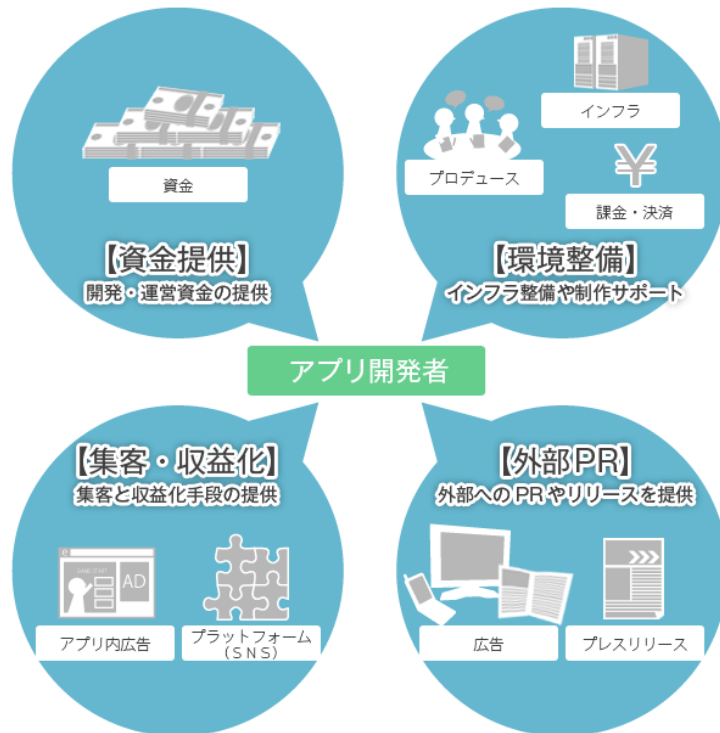 資金
【資金提供】
開発・運営資金の提供
インフラ
プロデュース
課金・決済
【環境整備】
インフラ整備や制作サポート
アプリ開発者
【集客・収益化】
集客と収益化手段の提供
e
GAME START
AD
アプリ内広告
プラットフォーム
(SNS)
【外部PR】
外部へのPRやリリースを提供
広告
プレスリリース